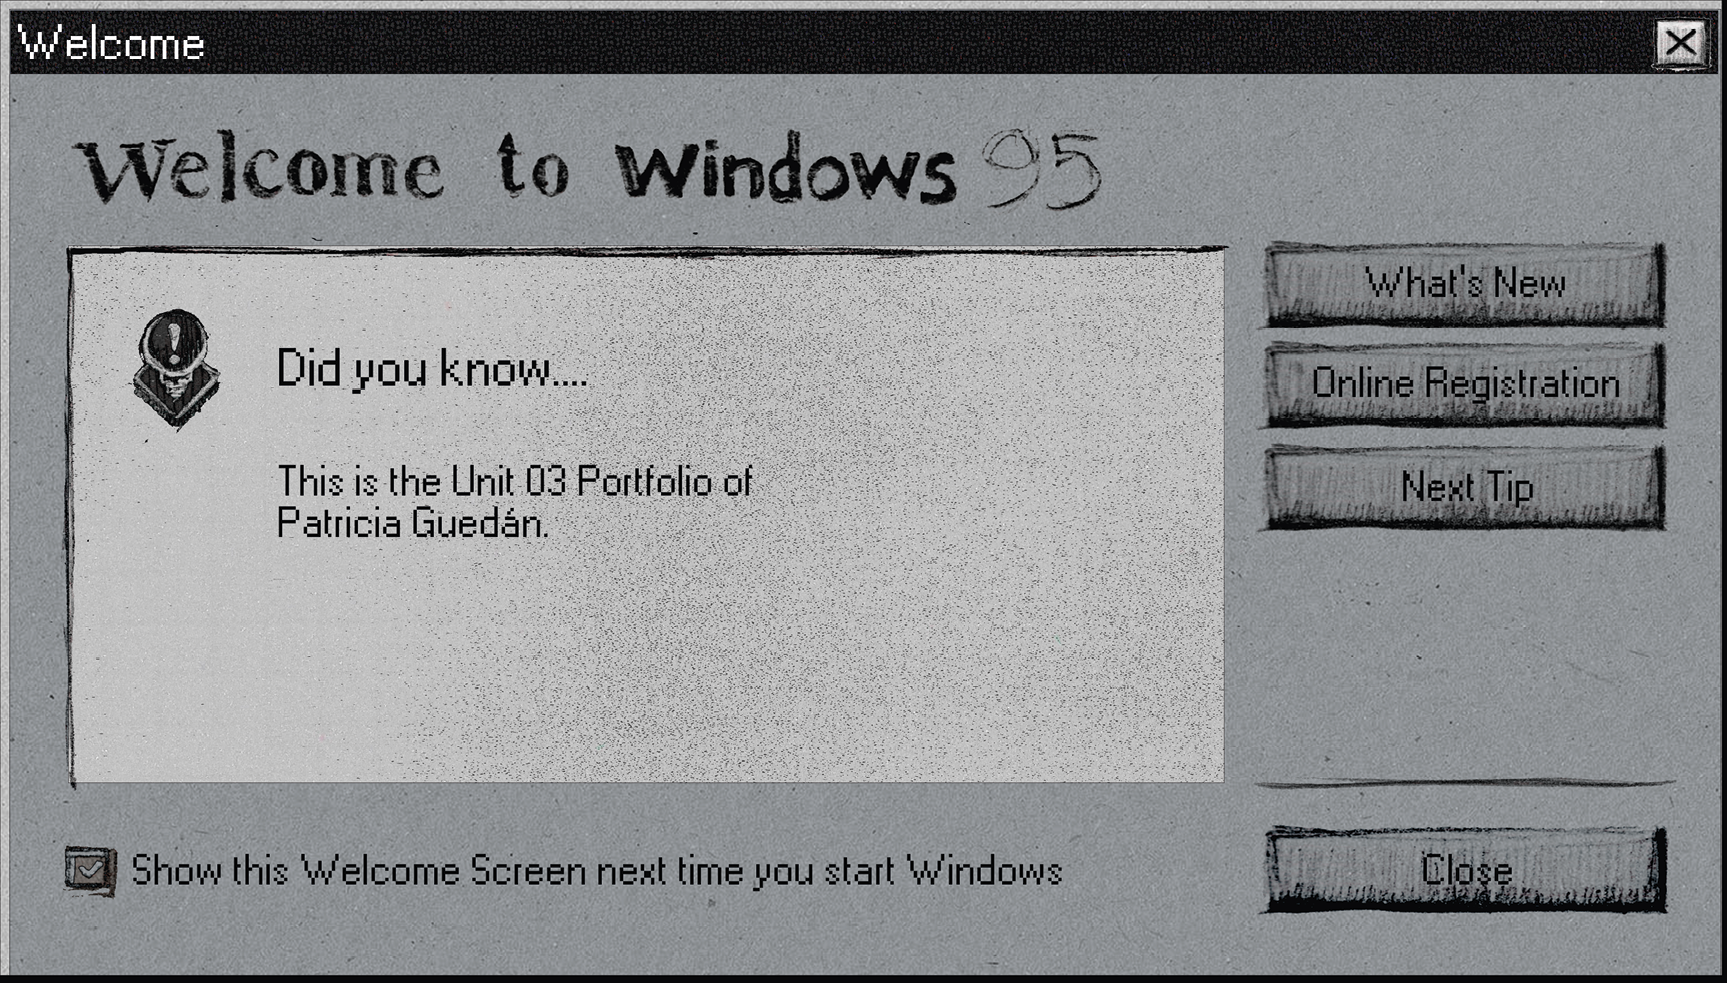 Welcome
Welcome to Windows 95
What's New
Did you know....
Online Registration
Next Tip
This is the Unit 03 Portfolio of
Patricia Guedán.
Show this Welcome Screen next time you start Windows
Close